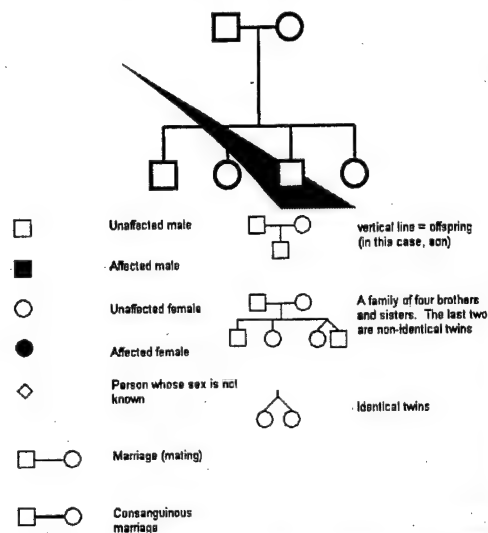 Unaffected male
Affected male
Unaffected female
Affected female
Person whose sex is not
known
Marriage (mating)
Consanguinous
marriage
vertical line = offspring
(in this case, son)
A family of four brothers
and sisters. The last two
are non-identical twins
Identical twins